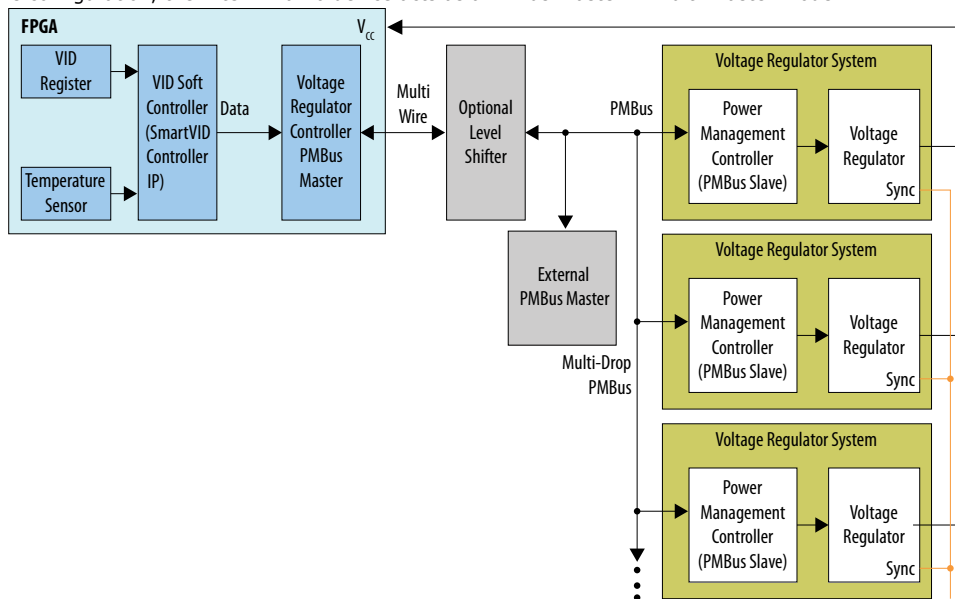 FPGA
Vcc
VID
Register
Temperature
Sensor
VID Soft
Controller
(SmartVID
Controller
IP)
Data
Voltage
Regulator
Controller
PMBus
Master
Multi
Wire
Optional
Level
Shifter
External
PMBus Master
PMBus
Multi-Drop
PMBus
Voltage Regulator System
Power
Management
Controller
(PMBus Slave)
Voltage
Regulator
Sync
Voltage Regulator System
Power
Management
Controller
(PMBus Slave)
Voltage
Regulator
Sync
Voltage Regulator System
Power
Management
Controller
(PMBus Slave)
Voltage
Regulator
Sync